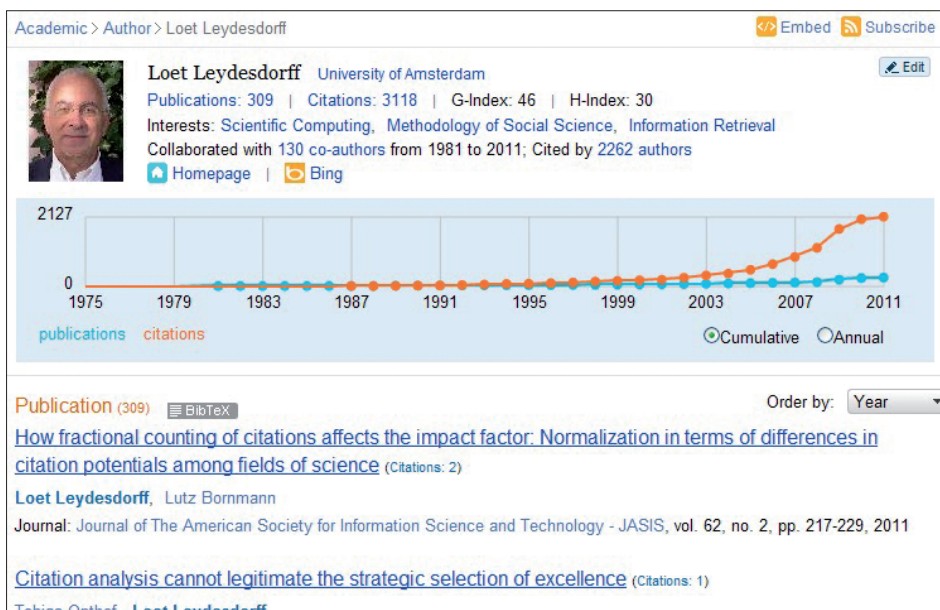 Academic > Author > Loet Leydesdorff
Embed Subscribe
Loet Leydesdorff University of Amsterdam
Edit
Publications: 309 | Citations: 3118 | G-Index: 46 | H-Index: 30
Interests: Scientific Computing, Methodology of Social Science, Information Retrieval
Collaborated with 130 co-authors from 1981 to 2011; Cited by 2262 authors
Homepage | Bing
2127
0
1975 1979 1983 1987 1991 1995 1999 2003 2007 2011
publications citations
Cumulative Annual
Publication (309) BibTeX
Order by: Year
How fractional counting of citations affects the impact factor: Normalization in terms of differences in
citation potentials among fields of science (Citations: 2)
Loet Leydesdorff, Lutz Bornmann
Journal: Journal of The American Society for Information Science and Technology - JASIS, vol. 62, no. 2, pp. 217-229, 2011
Citation analysis cannot legitimate the strategic selection of excellence (Citations: 1)
Tobias Opthof, Loet Leydesdorff